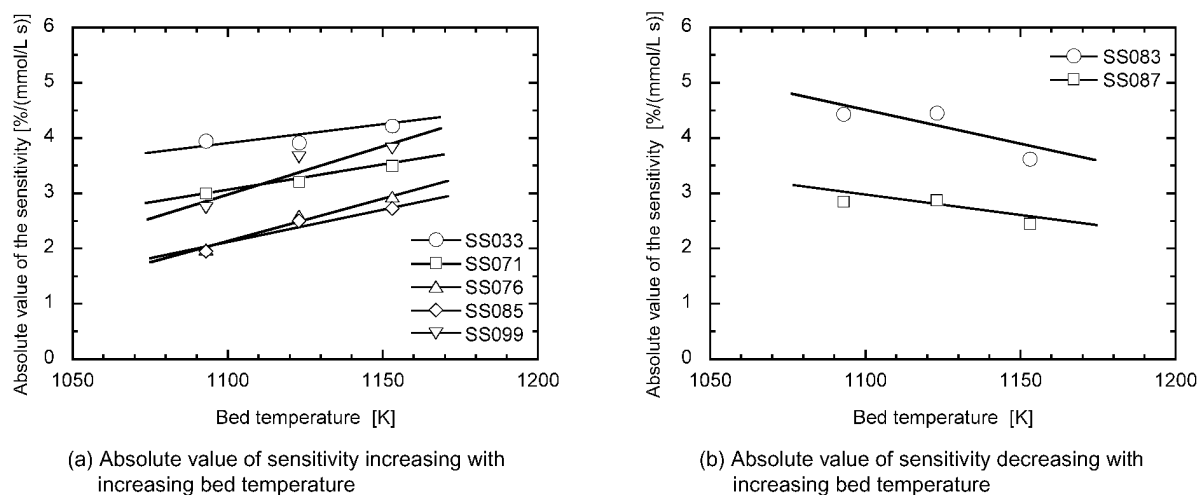 Absolute value of the sensitivity [%/(mmol/L s)]
6
5
4
3
2
1
0
SS033
SS071
SS076
SS085
SS099
1050
1100
1150
1200
Bed temperature [K]
(a) Absolute value of sensitivity increasing with
increasing bed temperature
Absolute value of the sensitivity [%/(mmol/L s)]
6
5
4
3
2
1
0
SS083
SS087
1050
1100
1150
1200
Bed temperature [K]
(b) Absolute value of sensitivity decreasing with
increasing bed temperature